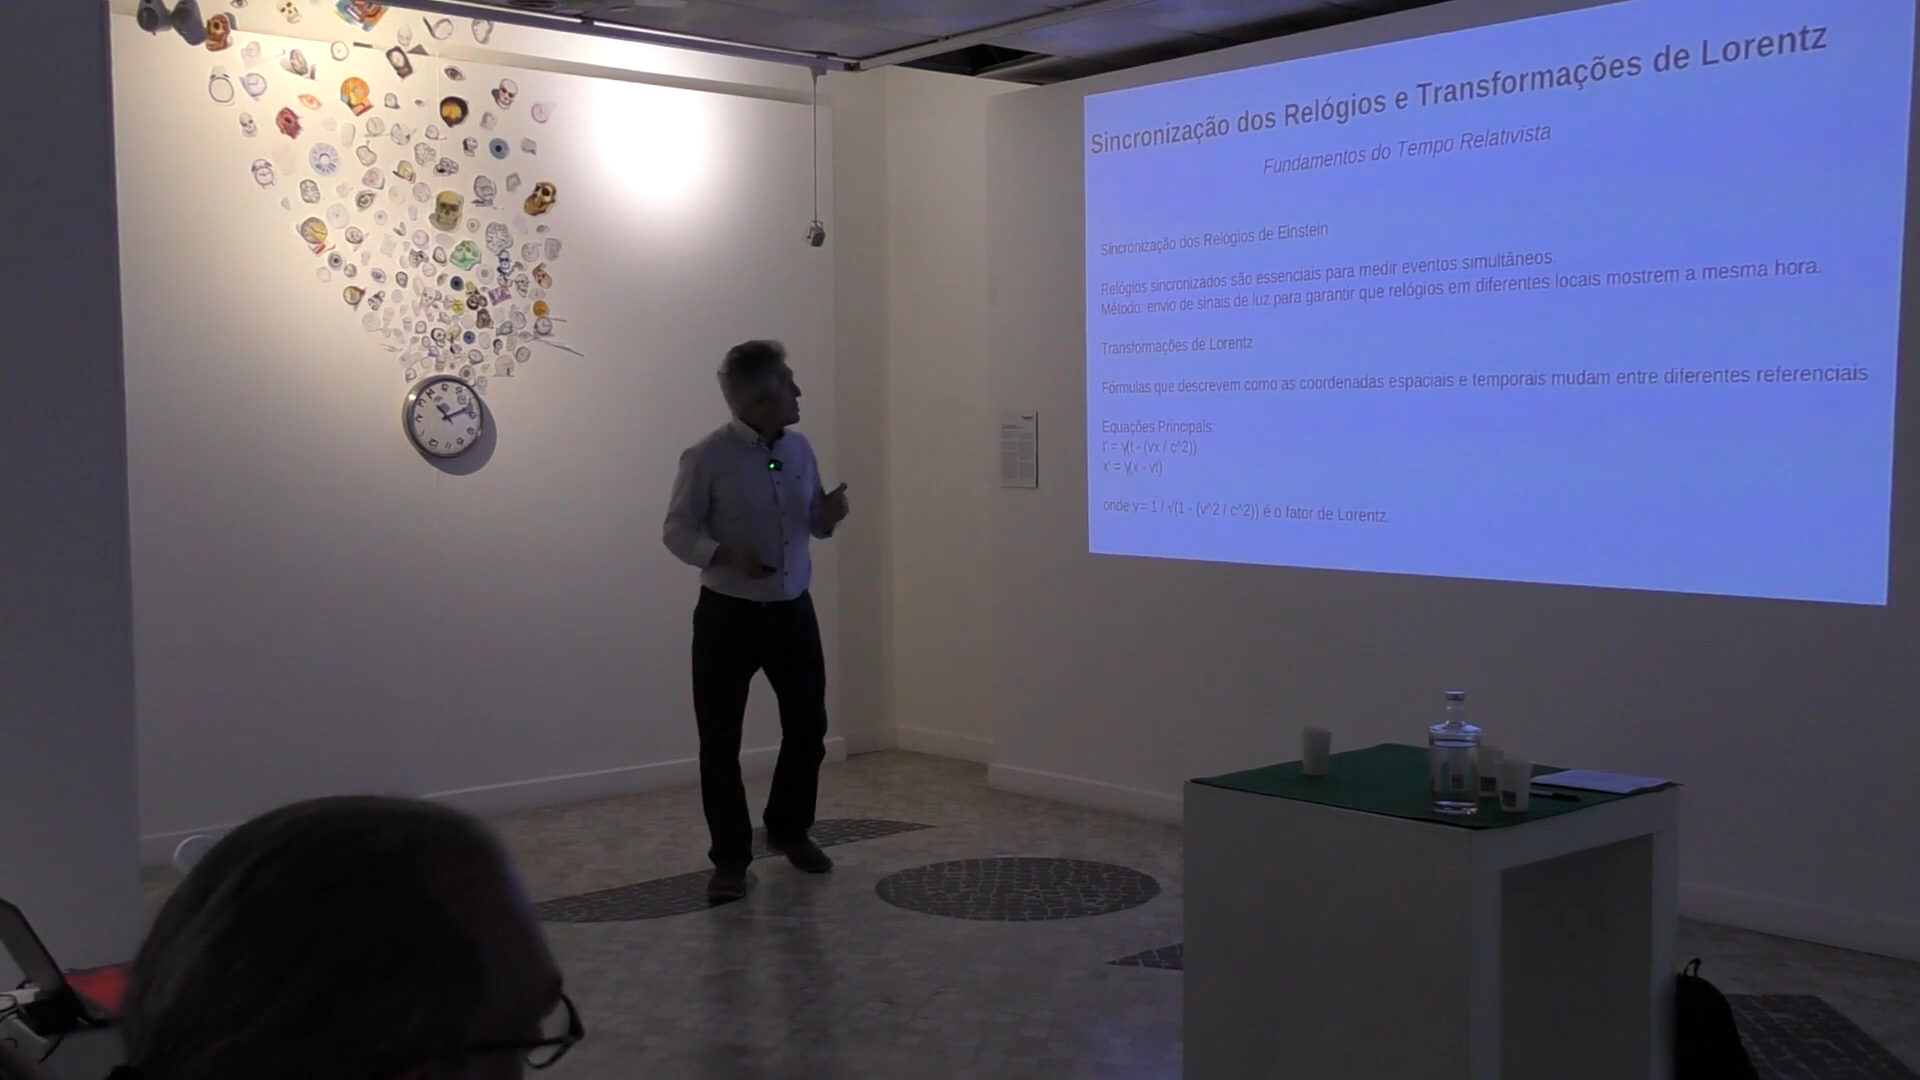 Sincronização dos Relógios e Transformações de Lorentz
Fundamentos do Tempo Relativista
Sincronização dos Relógios de Einstein
Relógios sincronizados são essenciais para medir eventos simultâneos.
Método: envio de sinais de luz para garantir que relógios em diferentes locais mostrem a mesma hora.
Transformações de Lorentz
Fórmulas que descrevem como as coordenadas espaciais e temporais mudam entre diferentes referenciais
Equações Principais:
t' = γ(t - (vx / c^2))
x' = γ(x - vt)
onde γ = 1 / √(1 - (v^2 / c^2)) é o fator de Lorentz.